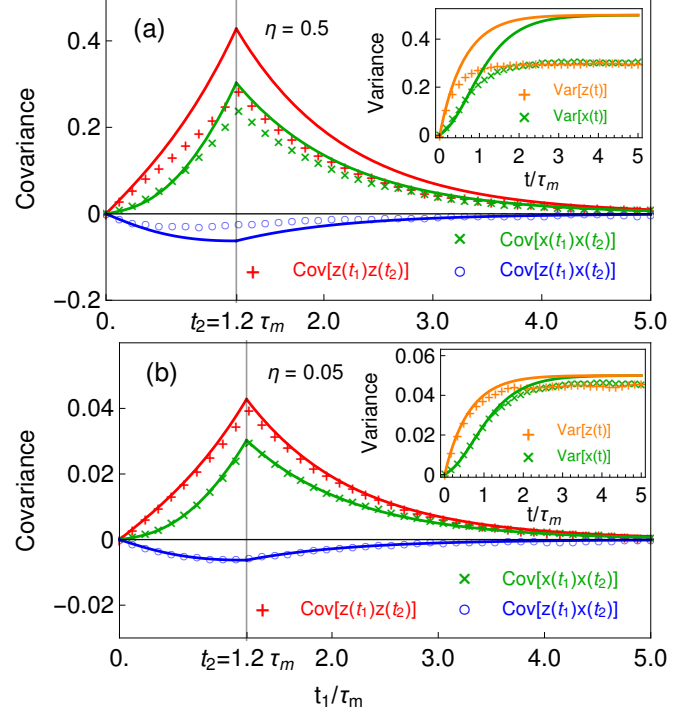 (a)
η = 0.5
Covariance
0.4
0.2
0
-0.2
0.
t₂=1.2 τₘ
2.0
3.0
4.0
5.0
Cov[x(t₁)x(t₂)]
Cov[z(t₁)z(t₂)]
Cov[z(t₁)x(t₂)]
Variance
0.4
0.2
0
Var[z(t)]
Var[x(t)]
0 1 2 3 4 5
t/τₘ
(b)
η = 0.05
Covariance
0.04
0.02
0
-0.02
0.
t₂=1.2 τₘ
2.0
3.0
4.0
5.0
t₁/τₘ
Cov[x(t₁)x(t₂)]
Cov[z(t₁)z(t₂)]
Cov[z(t₁)x(t₂)]
Variance
0.06
0.04
0.02
0
Var[z(t)]
Var[x(t)]
0 1 2 3 4 5
t/τₘ